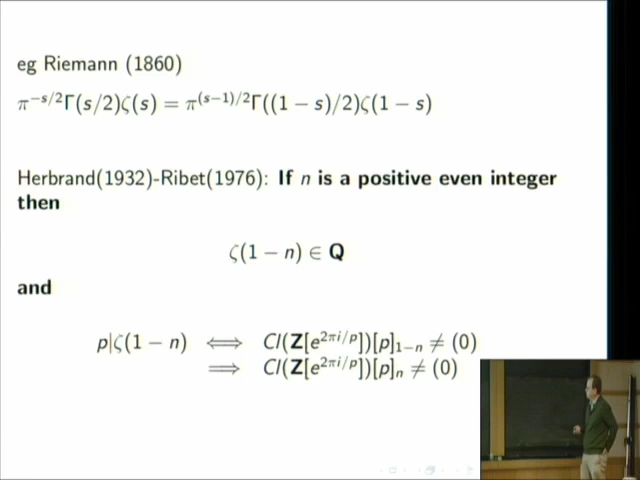 eg Riemann (1860)
π^{-s/2}Γ(s/2)ζ(s) = π^{(s−1)/2}Γ((1 − s)/2)ζ(1 − s)
Herbrand(1932)-Ribet(1976): If n is a positive even integer
then
ζ(1 − n) ∈ Q
and
p|ζ(1 − n) ⟺ Cl(Z[e^{2πi/p}])[p]_{1−n} ≠ (0)
⟹ Cl(Z[e^{2πi/p}])[p]_n ≠ (0)